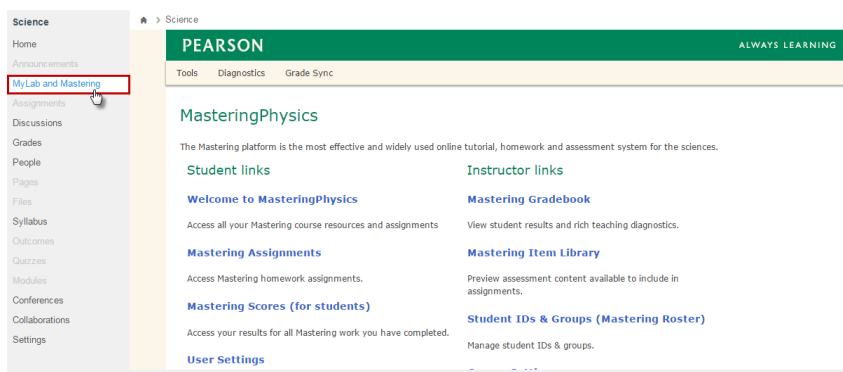 Science
Home
Announcements
MyLab and Mastering
Assignments
Discussions
Grades
People
Pages
Files
Syllabus
Outcomes
Quizzes
Modules
Conferences
Collaborations
Settings
> Science
PEARSON
ALWAYS LEARNING
Tools Diagnostics Grade Sync
MasteringPhysics
The Mastering platform is the most effective and widely used online tutorial, homework and assessment system for the sciences.
Student links
Welcome to MasteringPhysics
Access all your Mastering course resources and assignments
Mastering Assignments
Access Mastering homework assignments.
Mastering Scores (for students)
Access your results for all Mastering work you have completed.
User Settings
Instructor links
Mastering Gradebook
View student results and rich teaching diagnostics.
Mastering Item Library
Preview assessment content available to include in
assignments.
Student IDs & Groups (Mastering Roster)
Manage student IDs & groups.